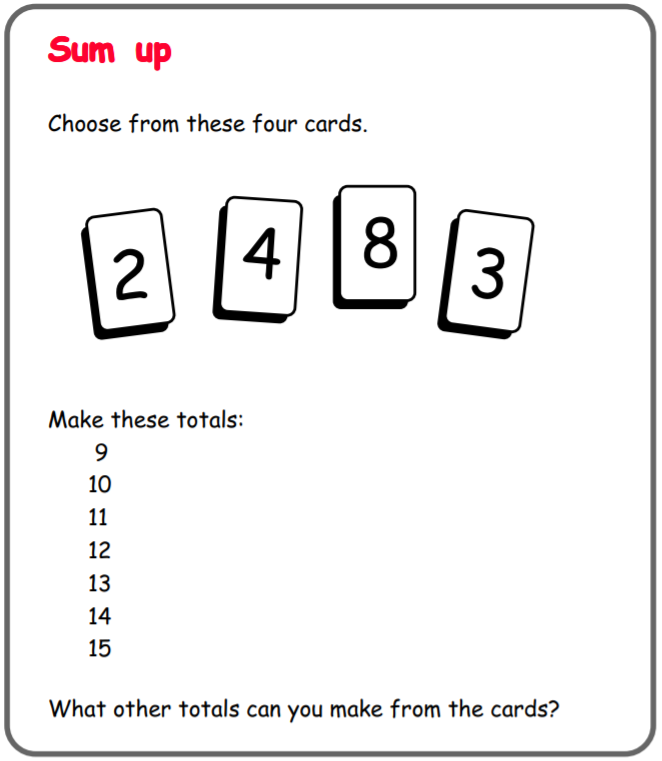 Sum up
Choose from these four cards.
2 4 8 3
Make these totals:
9
10
11
12
13
14
15
What other totals can you make from the cards?